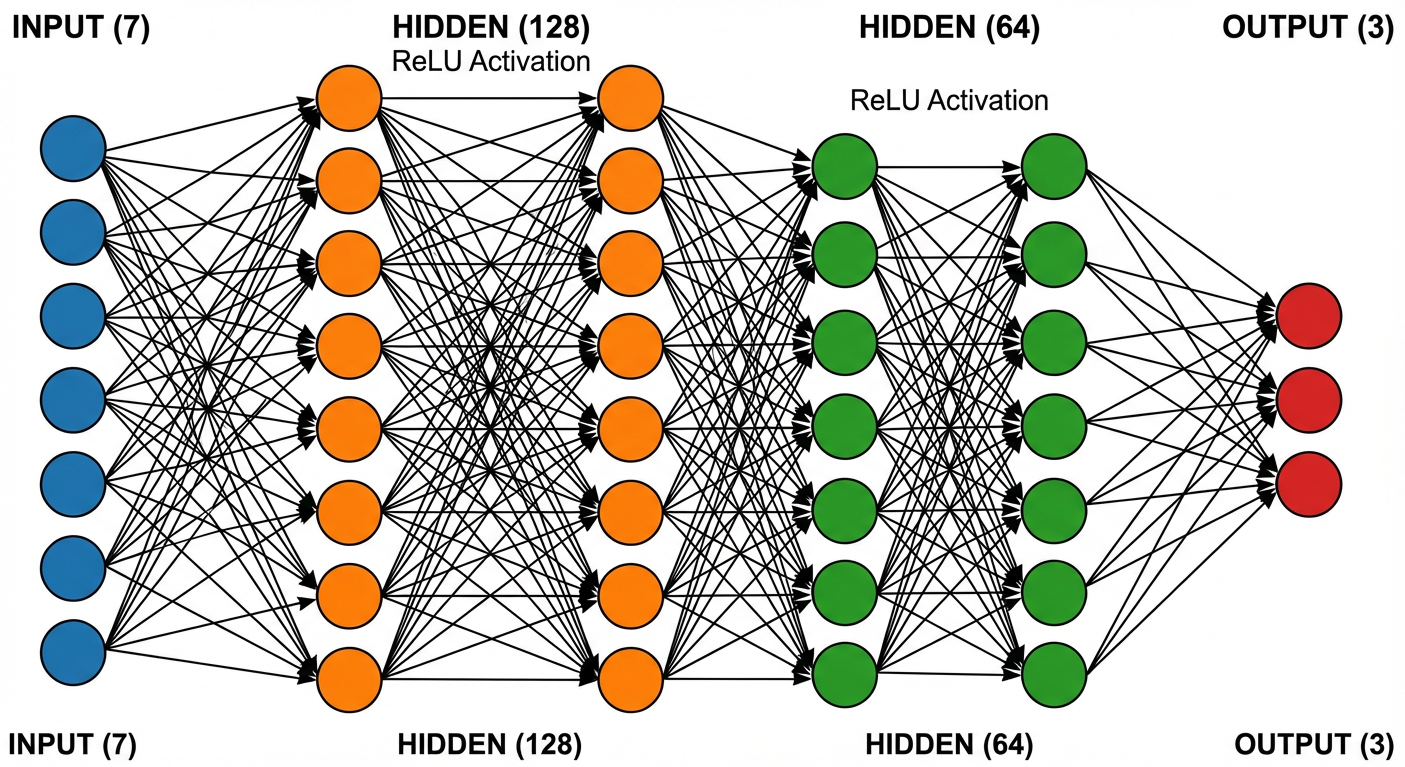 INPUT (7)
HIDDEN (128)
ReLU Activation
HIDDEN (64)
ReLU Activation
OUTPUT (3)
INPUT (7)
HIDDEN (128)
HIDDEN (64)
OUTPUT (3)